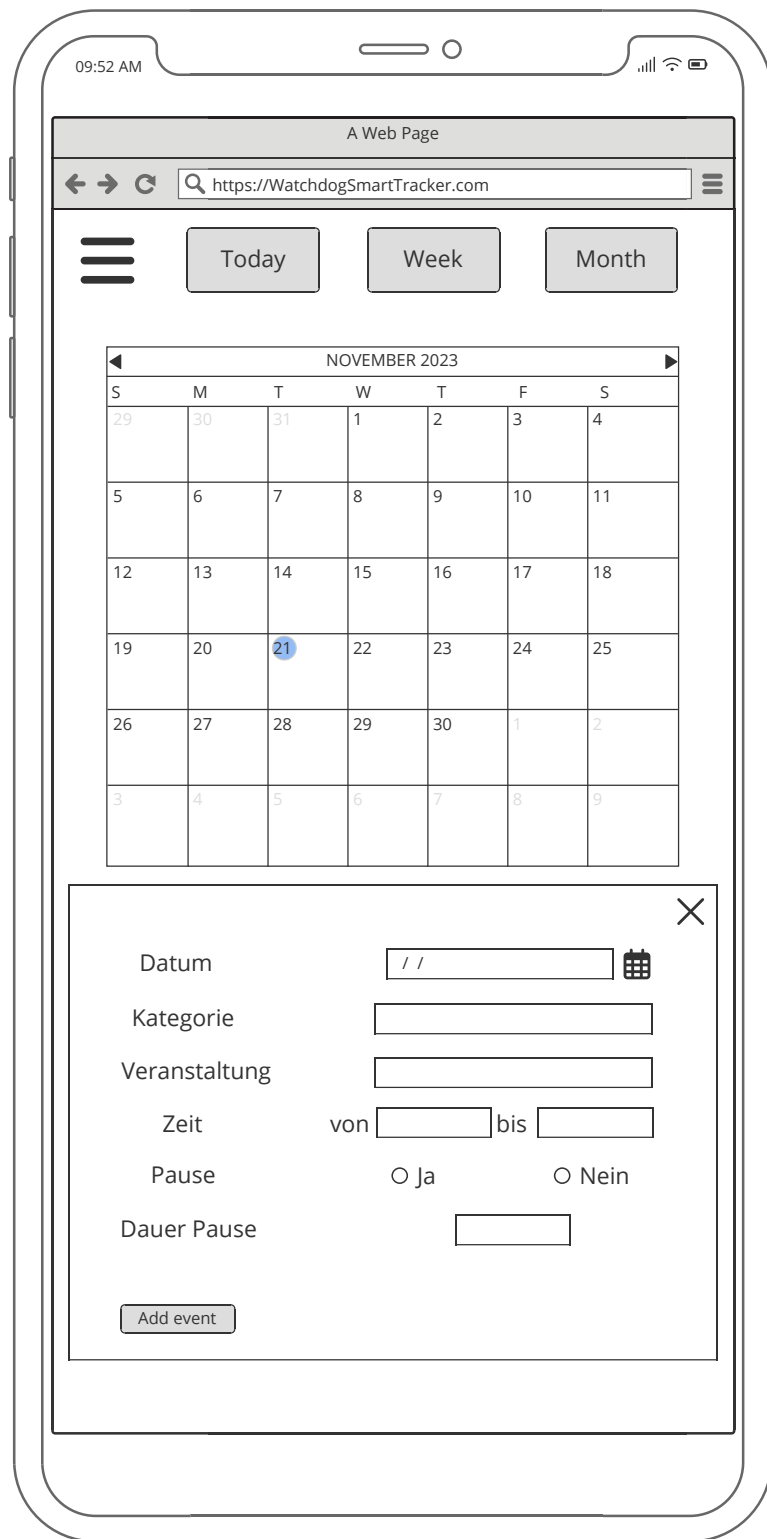 09:52 AM
A Web Page
https://WatchdogSmartTracker.com
Today Week Month
NOVEMBER 2023
S M T W T F S
29 30 31 1 2 3 4
5 6 7 8 9 10 11
12 13 14 15 16 17 18
19 20 21 22 23 24 25
26 27 28 29 30 1 2
3 4 5 6 7 8 9
Datum / /
Kategorie
Veranstaltung
Zeit von bis
Pause Ja Nein
Dauer Pause
Add event